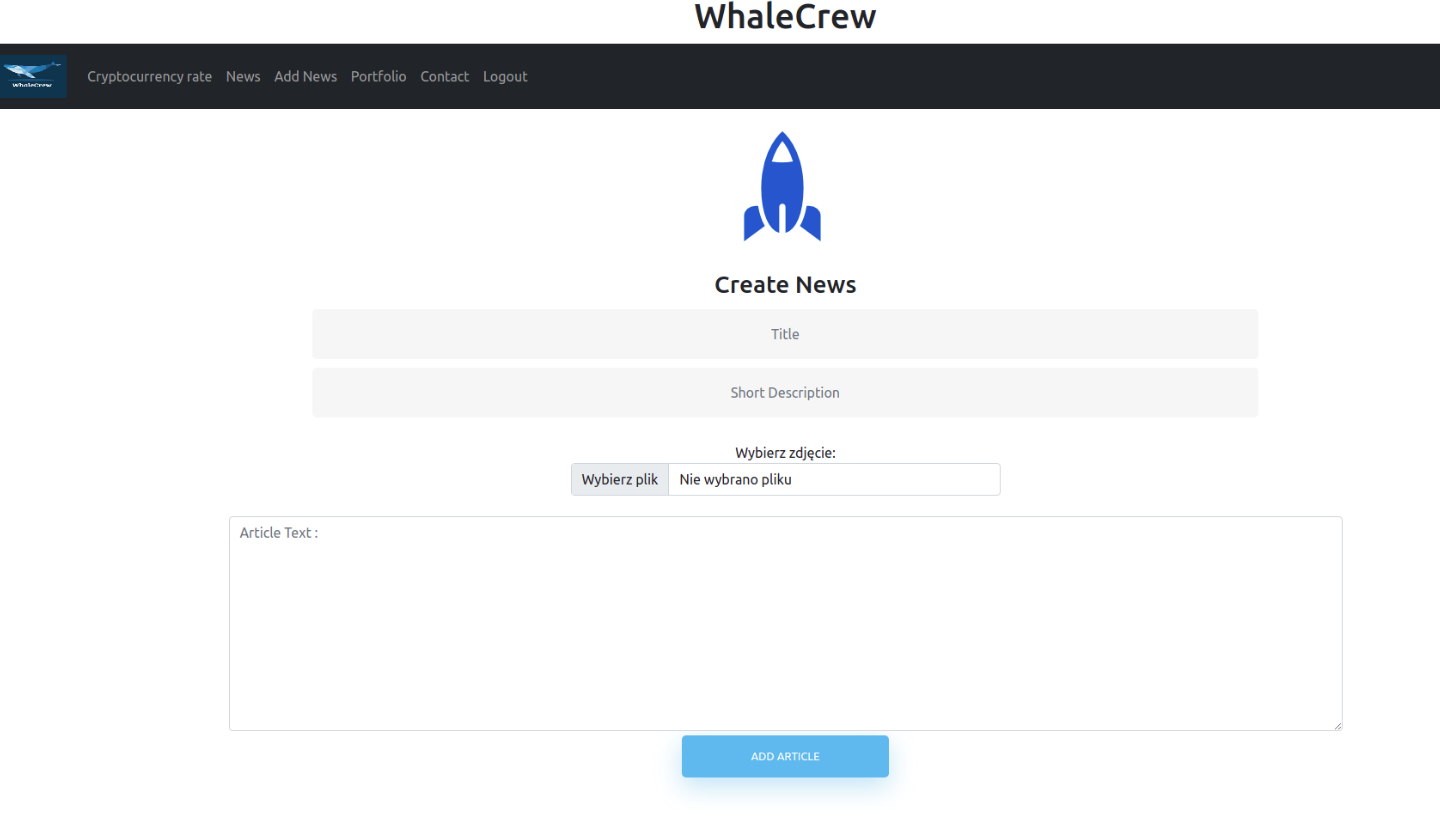 WhaleCrew
WhaleCrew
Cryptocurrency rate News Add News Portfolio Contact Logout
Create News
Title
Short Description
Wybierz zdjęcie:
Wybierz plik Nie wybrano pliku
Article Text :
ADD ARTICLE